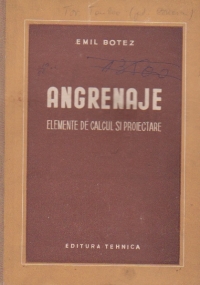 EMIL BOTEZ
ANGRENAJE
ELEMENTE DE CALCUL ȘI PROIECTARE
EDITURA TEHNICA